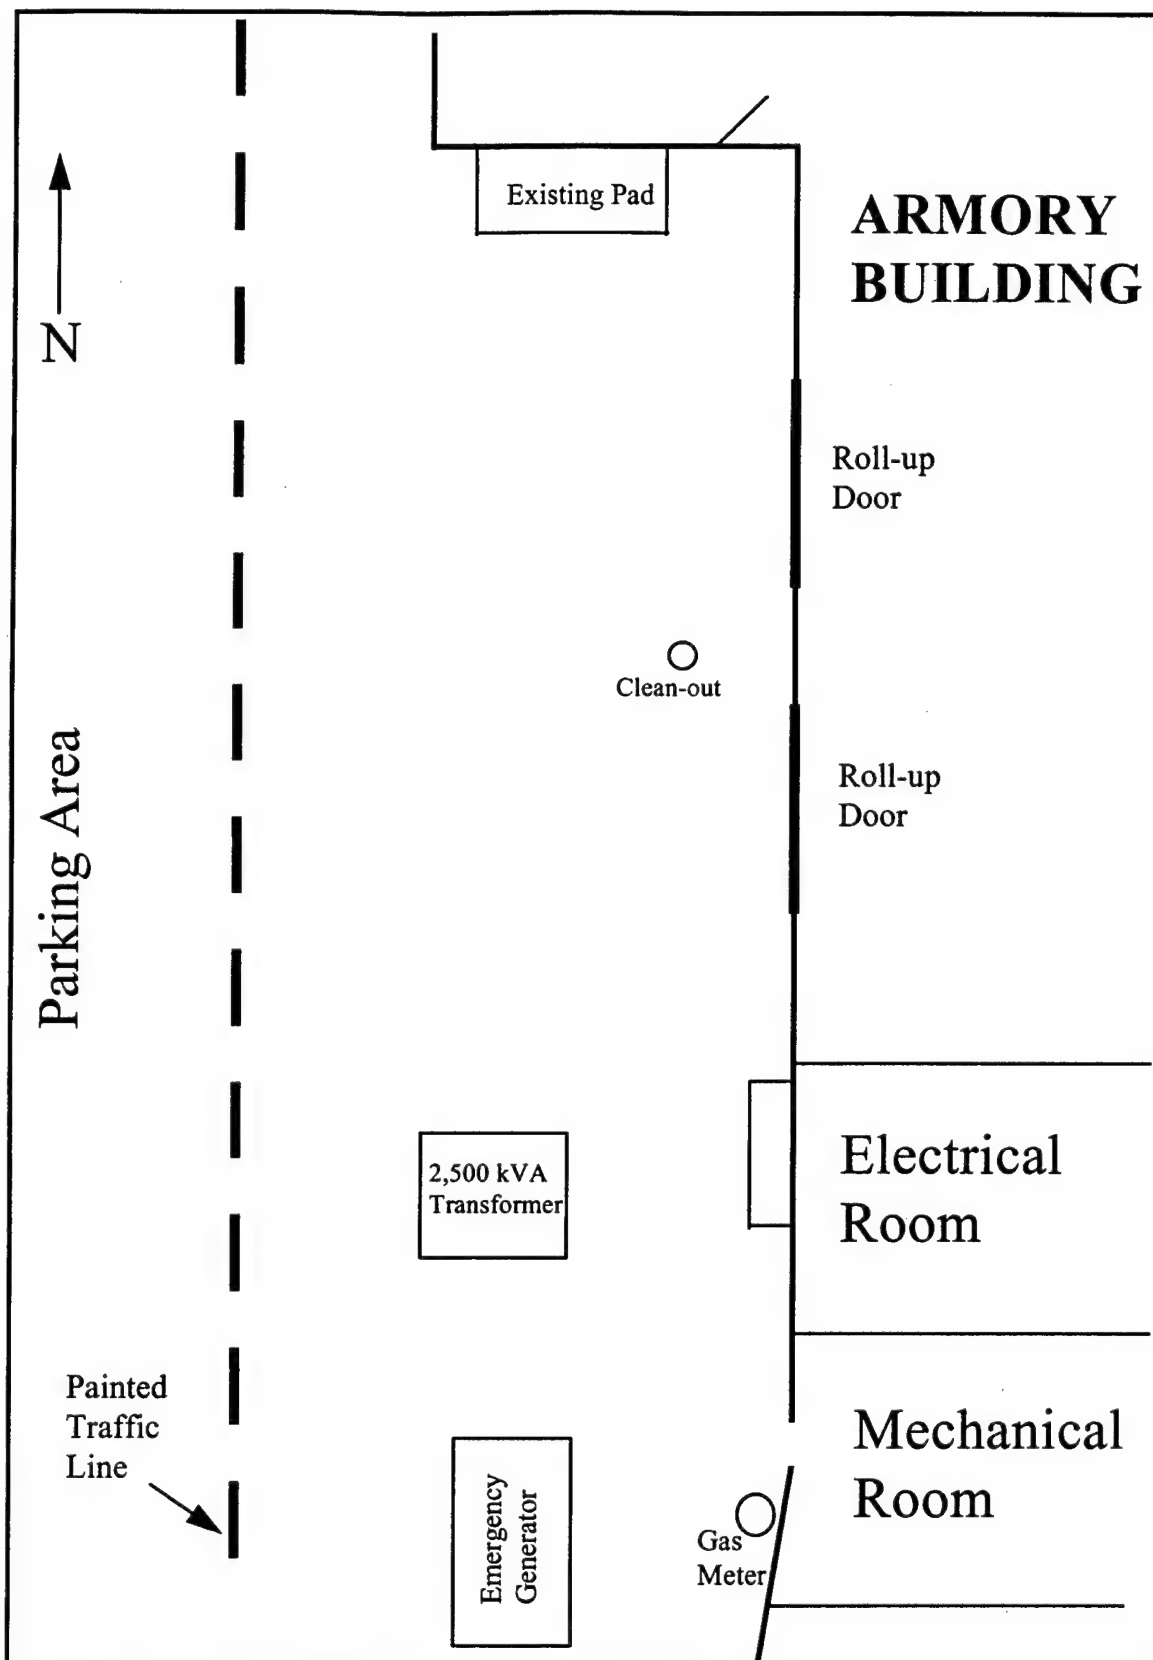 Existing Pad
ARMORY
BUILDING
N
Roll-up
Door
Clean-out
Parking Area
Roll-up
Door
2,500 kVA
Transformer
Electrical
Room
Painted
Traffic
Line
Mechanical
Room
Emergency
Generator
Gas
Meter